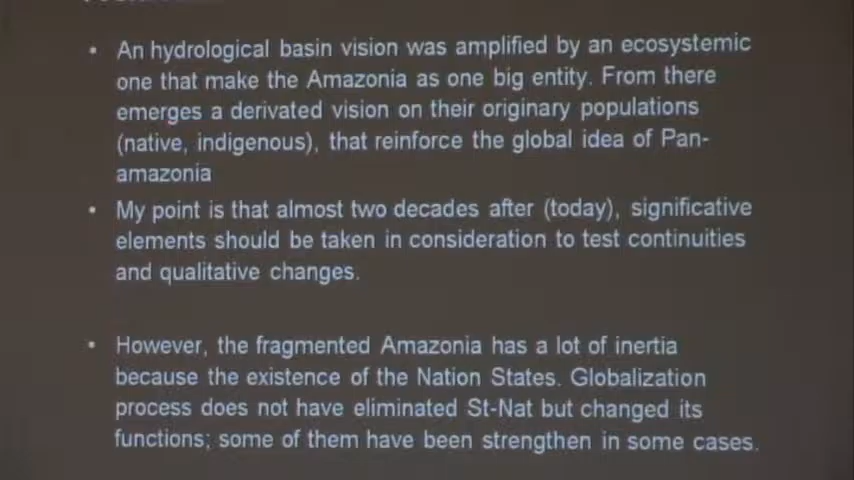 • An hydrological basin vision was amplified by an ecosystemic
one that make the Amazonia as one big entity. From there
emerges a derivated vision on their originary populations
(native, indigenous), that reinforce the global idea of Pan-
amazonia
• My point is that almost two decades after (today), significative
elements should be taken in consideration to test continuities
and qualitative changes.
• However, the fragmented Amazonia has a lot of inertia
because the existence of the Nation States. Globalization
process does not have eliminated St-Nat but changed its
functions; some of them have been strengthen in some cases.